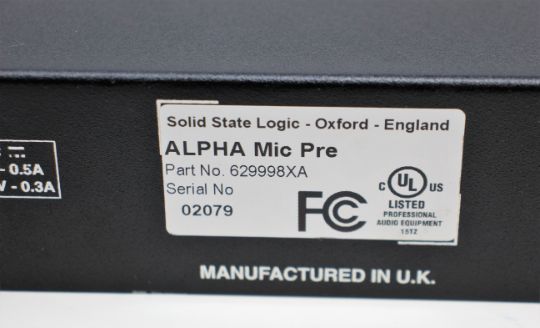 Solid State Logic - Oxford - England
ALPHA Mic Pre
Part No. 629998XA
Serial No
02079
FC
C UL US
LISTED
PROFESSIONAL
AUDIO EQUIPMENT
15TZ
- 0.5A
V - 0.3A
MANUFACTURED IN U.K.